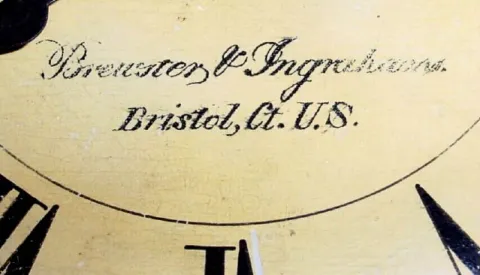 Brewster & Ingrahams
Bristol, Ct. U.S.